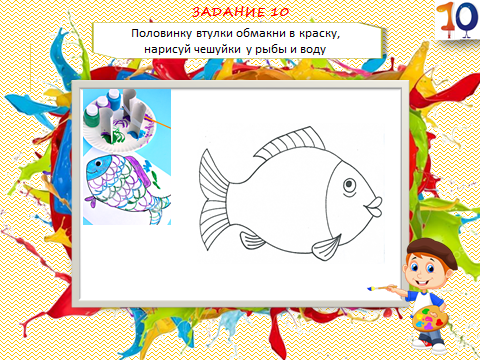 ЗАДАНИЕ 10
10
Половинку втулки обмакни в краску,
нарисуй чешуйки у рыбы и воду